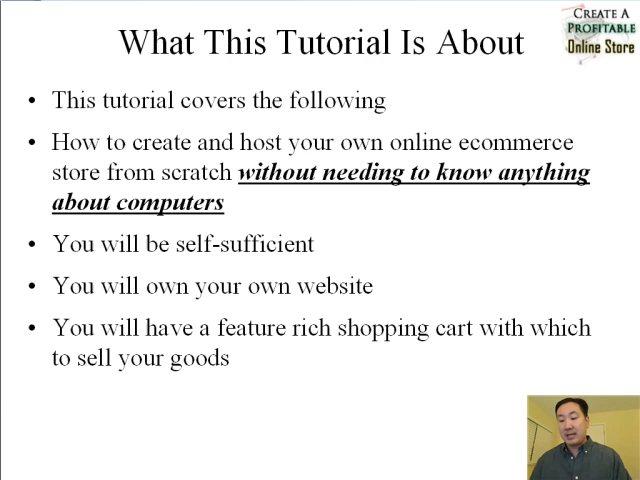 CREATE A
PROFITABLE
Online Store
What This Tutorial Is About
• This tutorial covers the following
• How to create and host your own online ecommerce
store from scratch without needing to know anything
about computers
• You will be self-sufficient
• You will own your own website
• You will have a feature rich shopping cart with which
to sell your goods